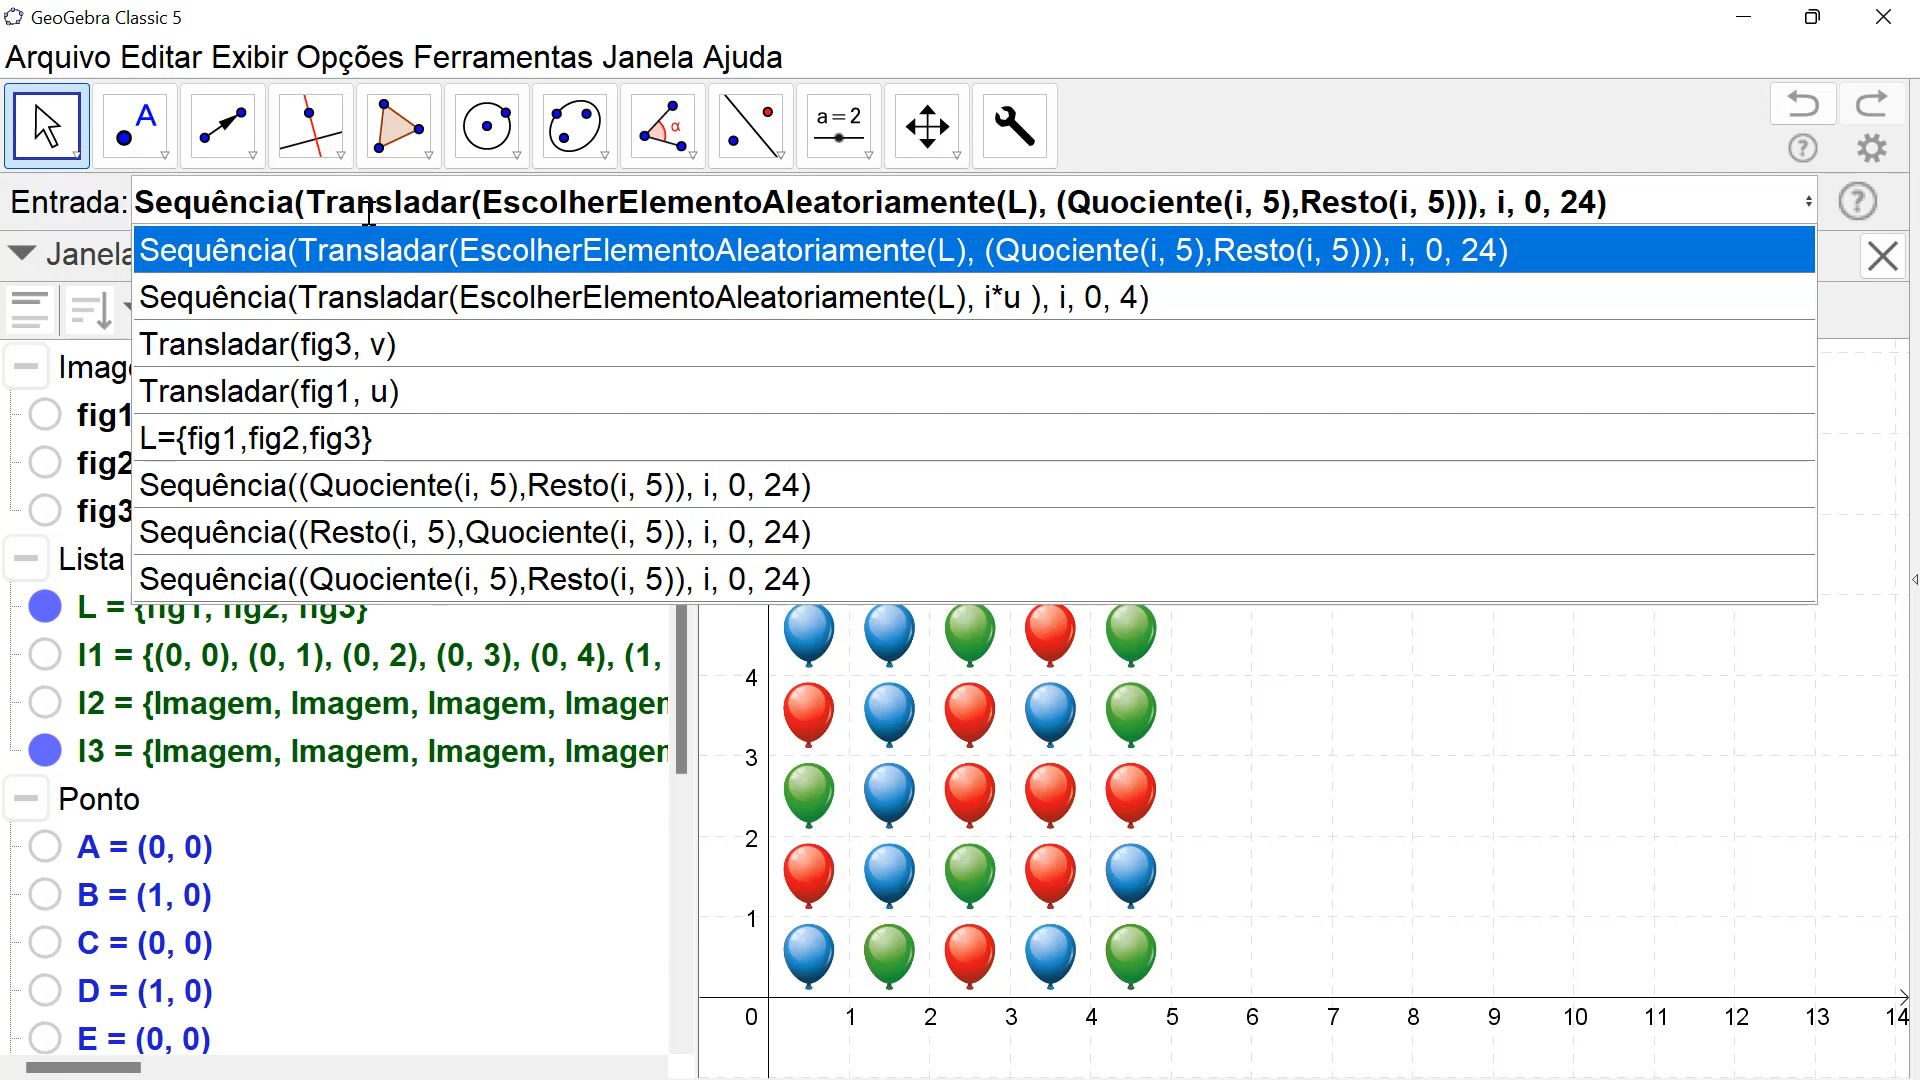 GeoGebra Classic 5
Arquivo Editar Exibir Opções Ferramentas Janela Ajuda
A
α
a=2
Entrada: Sequência(Transladar(EscolherElementoAleatoriamente(L), (Quociente(i, 5),Resto(i, 5))), i, 0, 24)
Sequência(Transladar(EscolherElementoAleatoriamente(L), (Quociente(i, 5),Resto(i, 5))), i, 0, 24)
Janela
Sequência(Transladar(EscolherElementoAleatoriamente(L), i*u ), i, 0, 4)
Transladar(fig3, v)
Imag
Transladar(fig1, u)
fig1
L={fig1,fig2,fig3}
fig2
Sequência((Quociente(i, 5),Resto(i, 5)), i, 0, 24)
fig3
Sequência((Resto(i, 5),Quociente(i, 5)), i, 0, 24)
Lista
Sequência((Quociente(i, 5),Resto(i, 5)), i, 0, 24)
L = {fig1, fig2, fig3}
l1 = {(0, 0), (0, 1), (0, 2), (0, 3), (0, 4), (1,
l2 = {Imagem, Imagem, Imagem, Imagem
l3 = {Imagem, Imagem, Imagem, Imagem
Ponto
A = (0, 0)
B = (1, 0)
C = (0, 0)
D = (1, 0)
E = (0, 0)
4
3
2
1
0 1 2 3 4 5 6 7 8 9 10 11 12 13 14